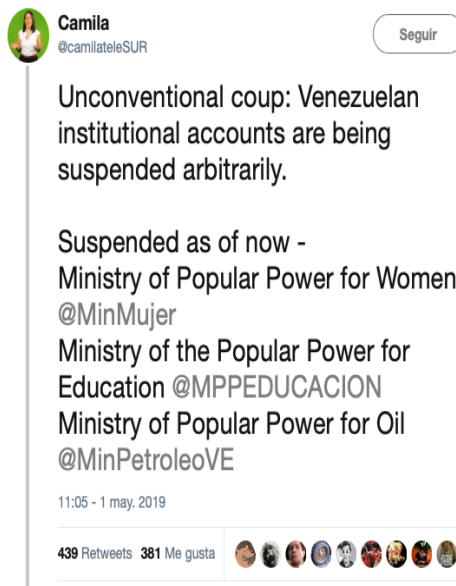 Camila
@camilateleSUR
Seguir
Unconventional coup: Venezuelan
institutional accounts are being
suspended arbitrarily.
Suspended as of now -
Ministry of Popular Power for Women
@MinMujer
Ministry of the Popular Power for
Education @MPPEDUCACION
Ministry of Popular Power for Oil
@MinPetroleoVE
11:05 - 1 may. 2019
439 Retweets 381 Me gusta